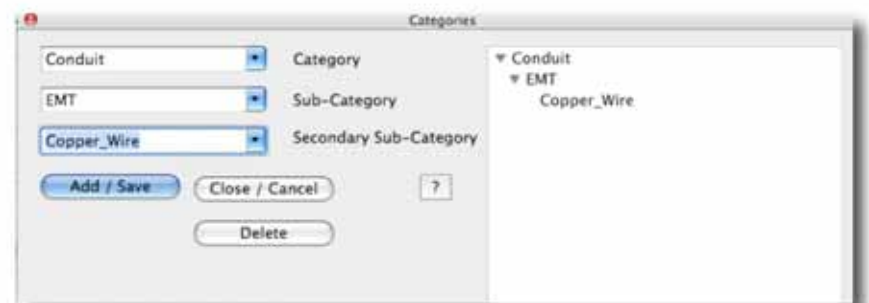 Categories
Conduit Category
EMT Sub-Category
Copper_Wire Secondary Sub-Category
Add / Save Close / Cancel ?
Delete
Conduit
EMT
Copper_Wire